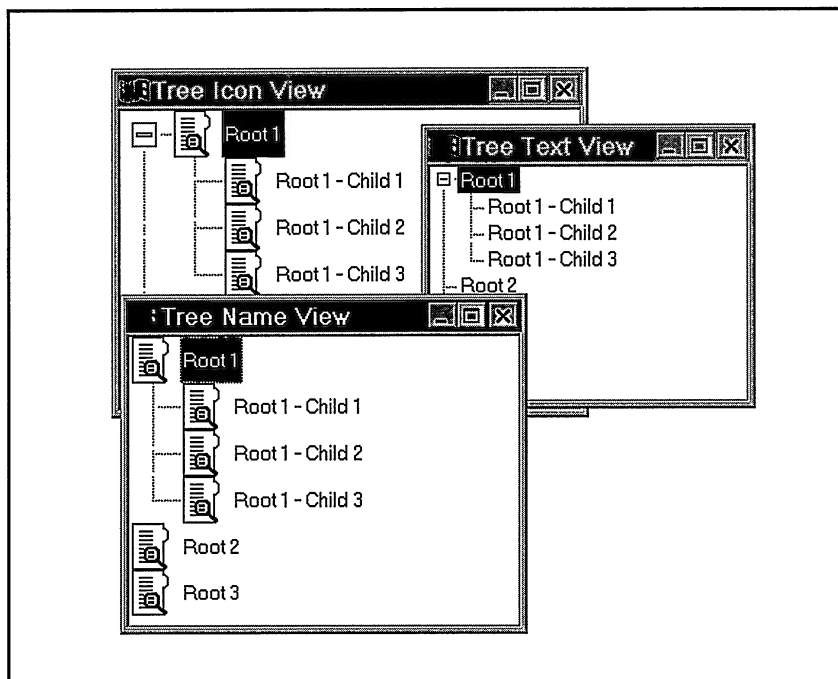 Tree Icon View
Root 1
Root 1 - Child 1
Root 1 - Child 2
Root 1 - Child 3
Tree Text View
Root 1
Root 1 - Child 1
Root 1 - Child 2
Root 1 - Child 3
Root 2
Tree Name View
Root 1
Root 1 - Child 1
Root 1 - Child 2
Root 1 - Child 3
Root 2
Root 3